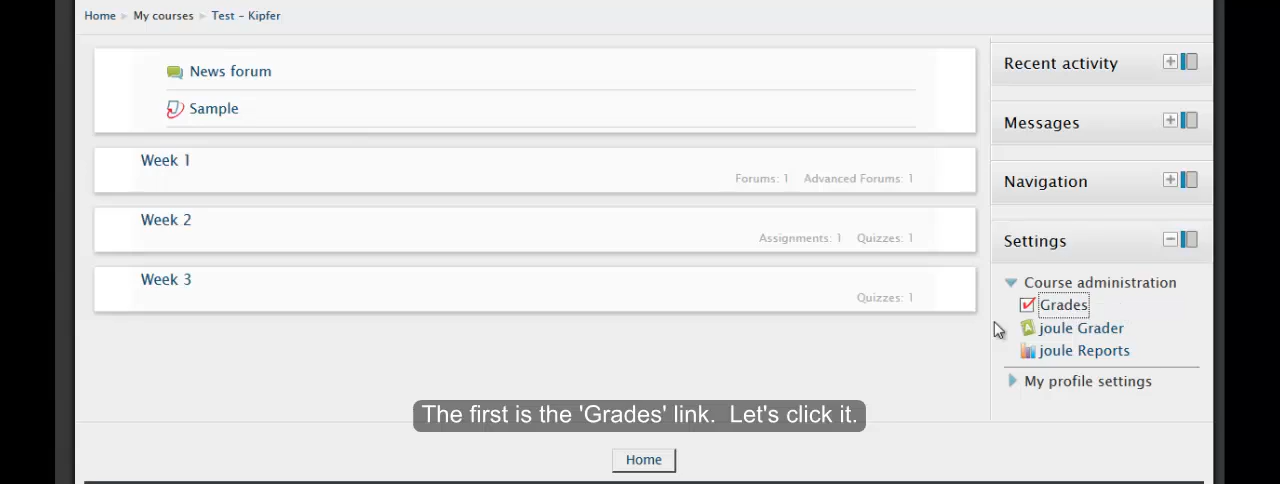 Home My courses Test - Kipfer
News forum
Sample
Week 1
Forums: 1 Advanced Forums: 1
Week 2
Assignments: 1 Quizzes: 1
Week 3
Quizzes: 1
Recent activity
Messages
Navigation
Settings
Course administration
Grades
joule Grader
joule Reports
My profile settings
The first is the 'Grades' link. Let's click it.
Home